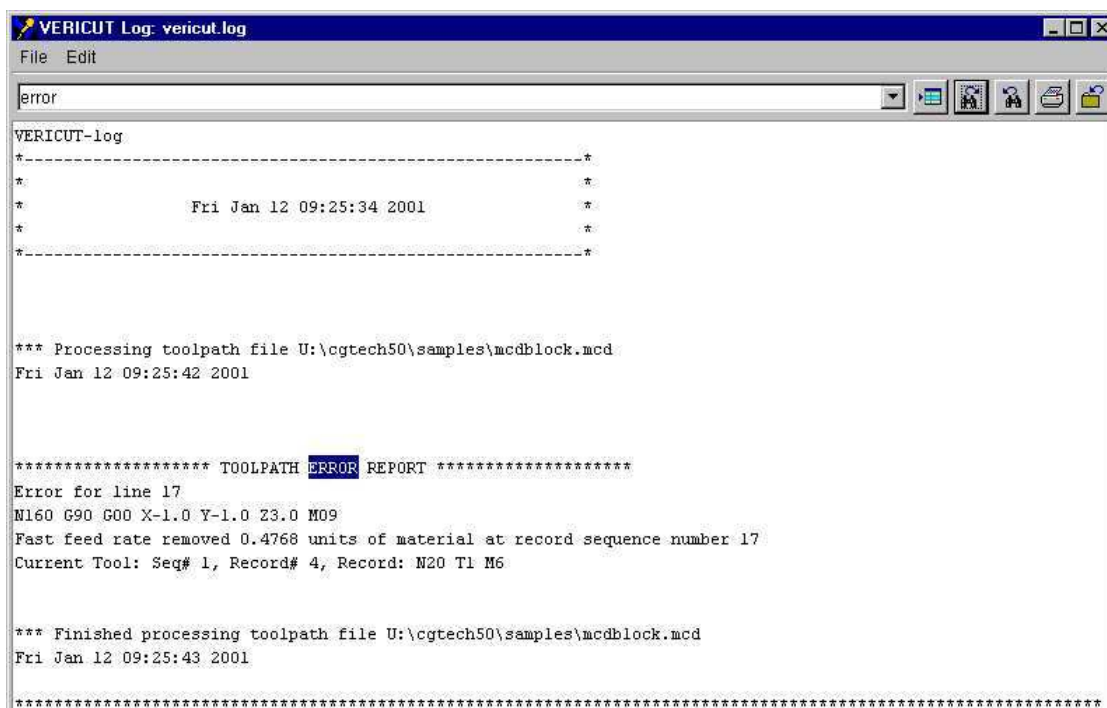 VERICUT Log: vericut.log
File Edit
error
VERICUT-log
*---------------------------------------------------------*
* *
* Fri Jan 12 09:25:34 2001 *
* *
*---------------------------------------------------------*
*** Processing toolpath file U:\cgtech50\samples\mcdblock.mcd
Fri Jan 12 09:25:42 2001
******************** TOOLPATH ERROR REPORT ********************
Error for line 17
N160 G90 G00 X-1.0 Y-1.0 Z3.0 M09
Fast feed rate removed 0.4768 units of material at record sequence number 17
Current Tool: Seq# 1, Record# 4, Record: N20 T1 M6
*** Finished processing toolpath file U:\cgtech50\samples\mcdblock.mcd
Fri Jan 12 09:25:43 2001
***************************************************************************************************************